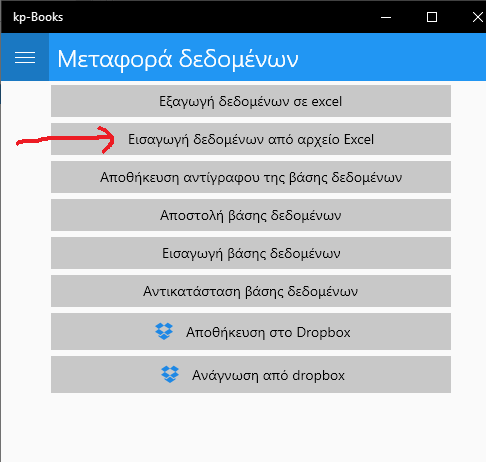 kp-Books
Μεταφορά δεδομένων
Εξαγωγή δεδομένων σε excel
Εισαγωγή δεδομένων από αρχείο Excel
Αποθήκευση αντίγραφου της βάσης δεδομένων
Αποστολή βάσης δεδομένων
Εισαγωγή βάσης δεδομένων
Αντικατάσταση βάσης δεδομένων
Αποθήκευση στο Dropbox
Ανάγνωση από dropbox